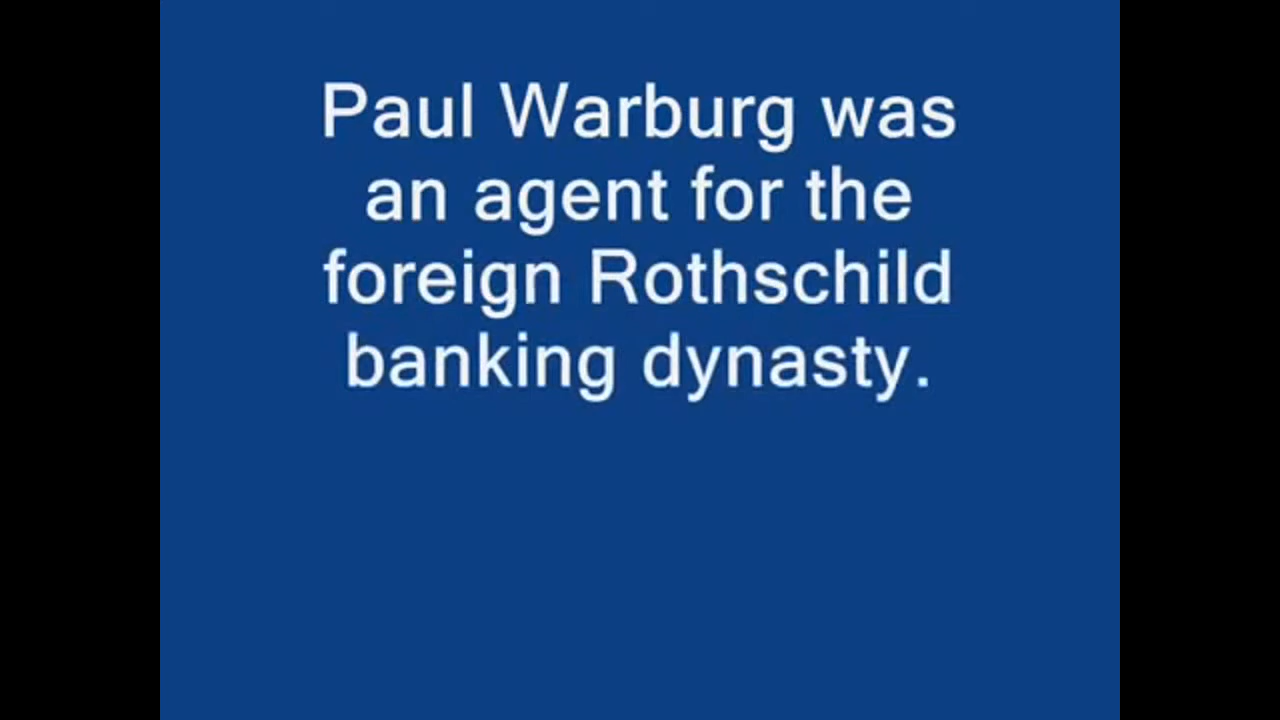 Paul Warburg was
an agent for the
foreign Rothschild
banking dynasty.